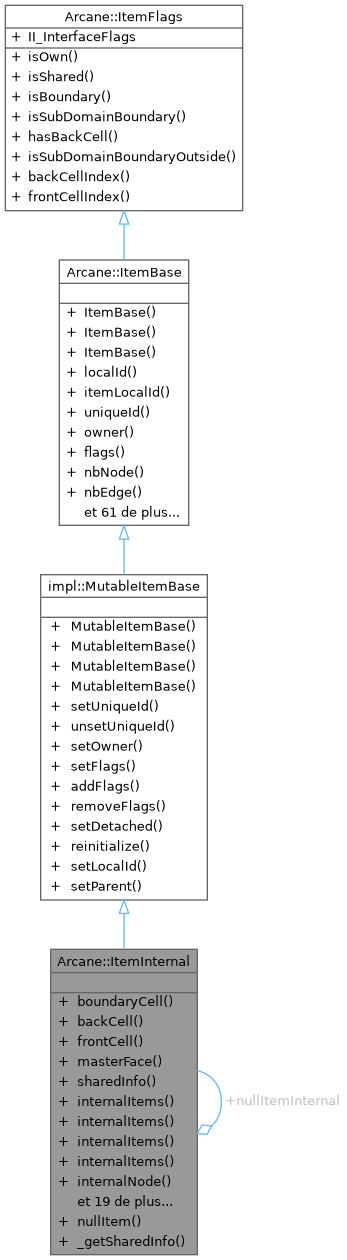 Arcane::ItemFlags
+ II_InterfaceFlags
+ isOwn()
+ isShared()
+ isBoundary()
+ isSubDomainBoundary()
+ hasBackCell()
+ isSubDomainBoundaryOutside()
+ backCellIndex()
+ frontCellIndex()
Arcane::ItemBase
+ ItemBase()
+ ItemBase()
+ ItemBase()
+ localId()
+ itemLocalId()
+ uniqueId()
+ owner()
+ flags()
+ nbNode()
+ nbEdge()
et 61 de plus...
impl::MutableItemBase
+ MutableItemBase()
+ MutableItemBase()
+ MutableItemBase()
+ MutableItemBase()
+ setUniqueId()
+ unsetUniqueId()
+ setOwner()
+ setFlags()
+ addFlags()
+ removeFlags()
+ setDetached()
+ reinitialize()
+ setLocalId()
+ setParent()
Arcane::ItemInternal
+ boundaryCell()
+ backCell()
+ frontCell()
+ masterFace()
+ sharedInfo()
+ internalItems()
+ internalItems()
+ internalItems()
+ internalItems()
+ internalNode()
et 19 de plus...
+ nullItem()
+ _getSharedInfo()
+nullItemInternal